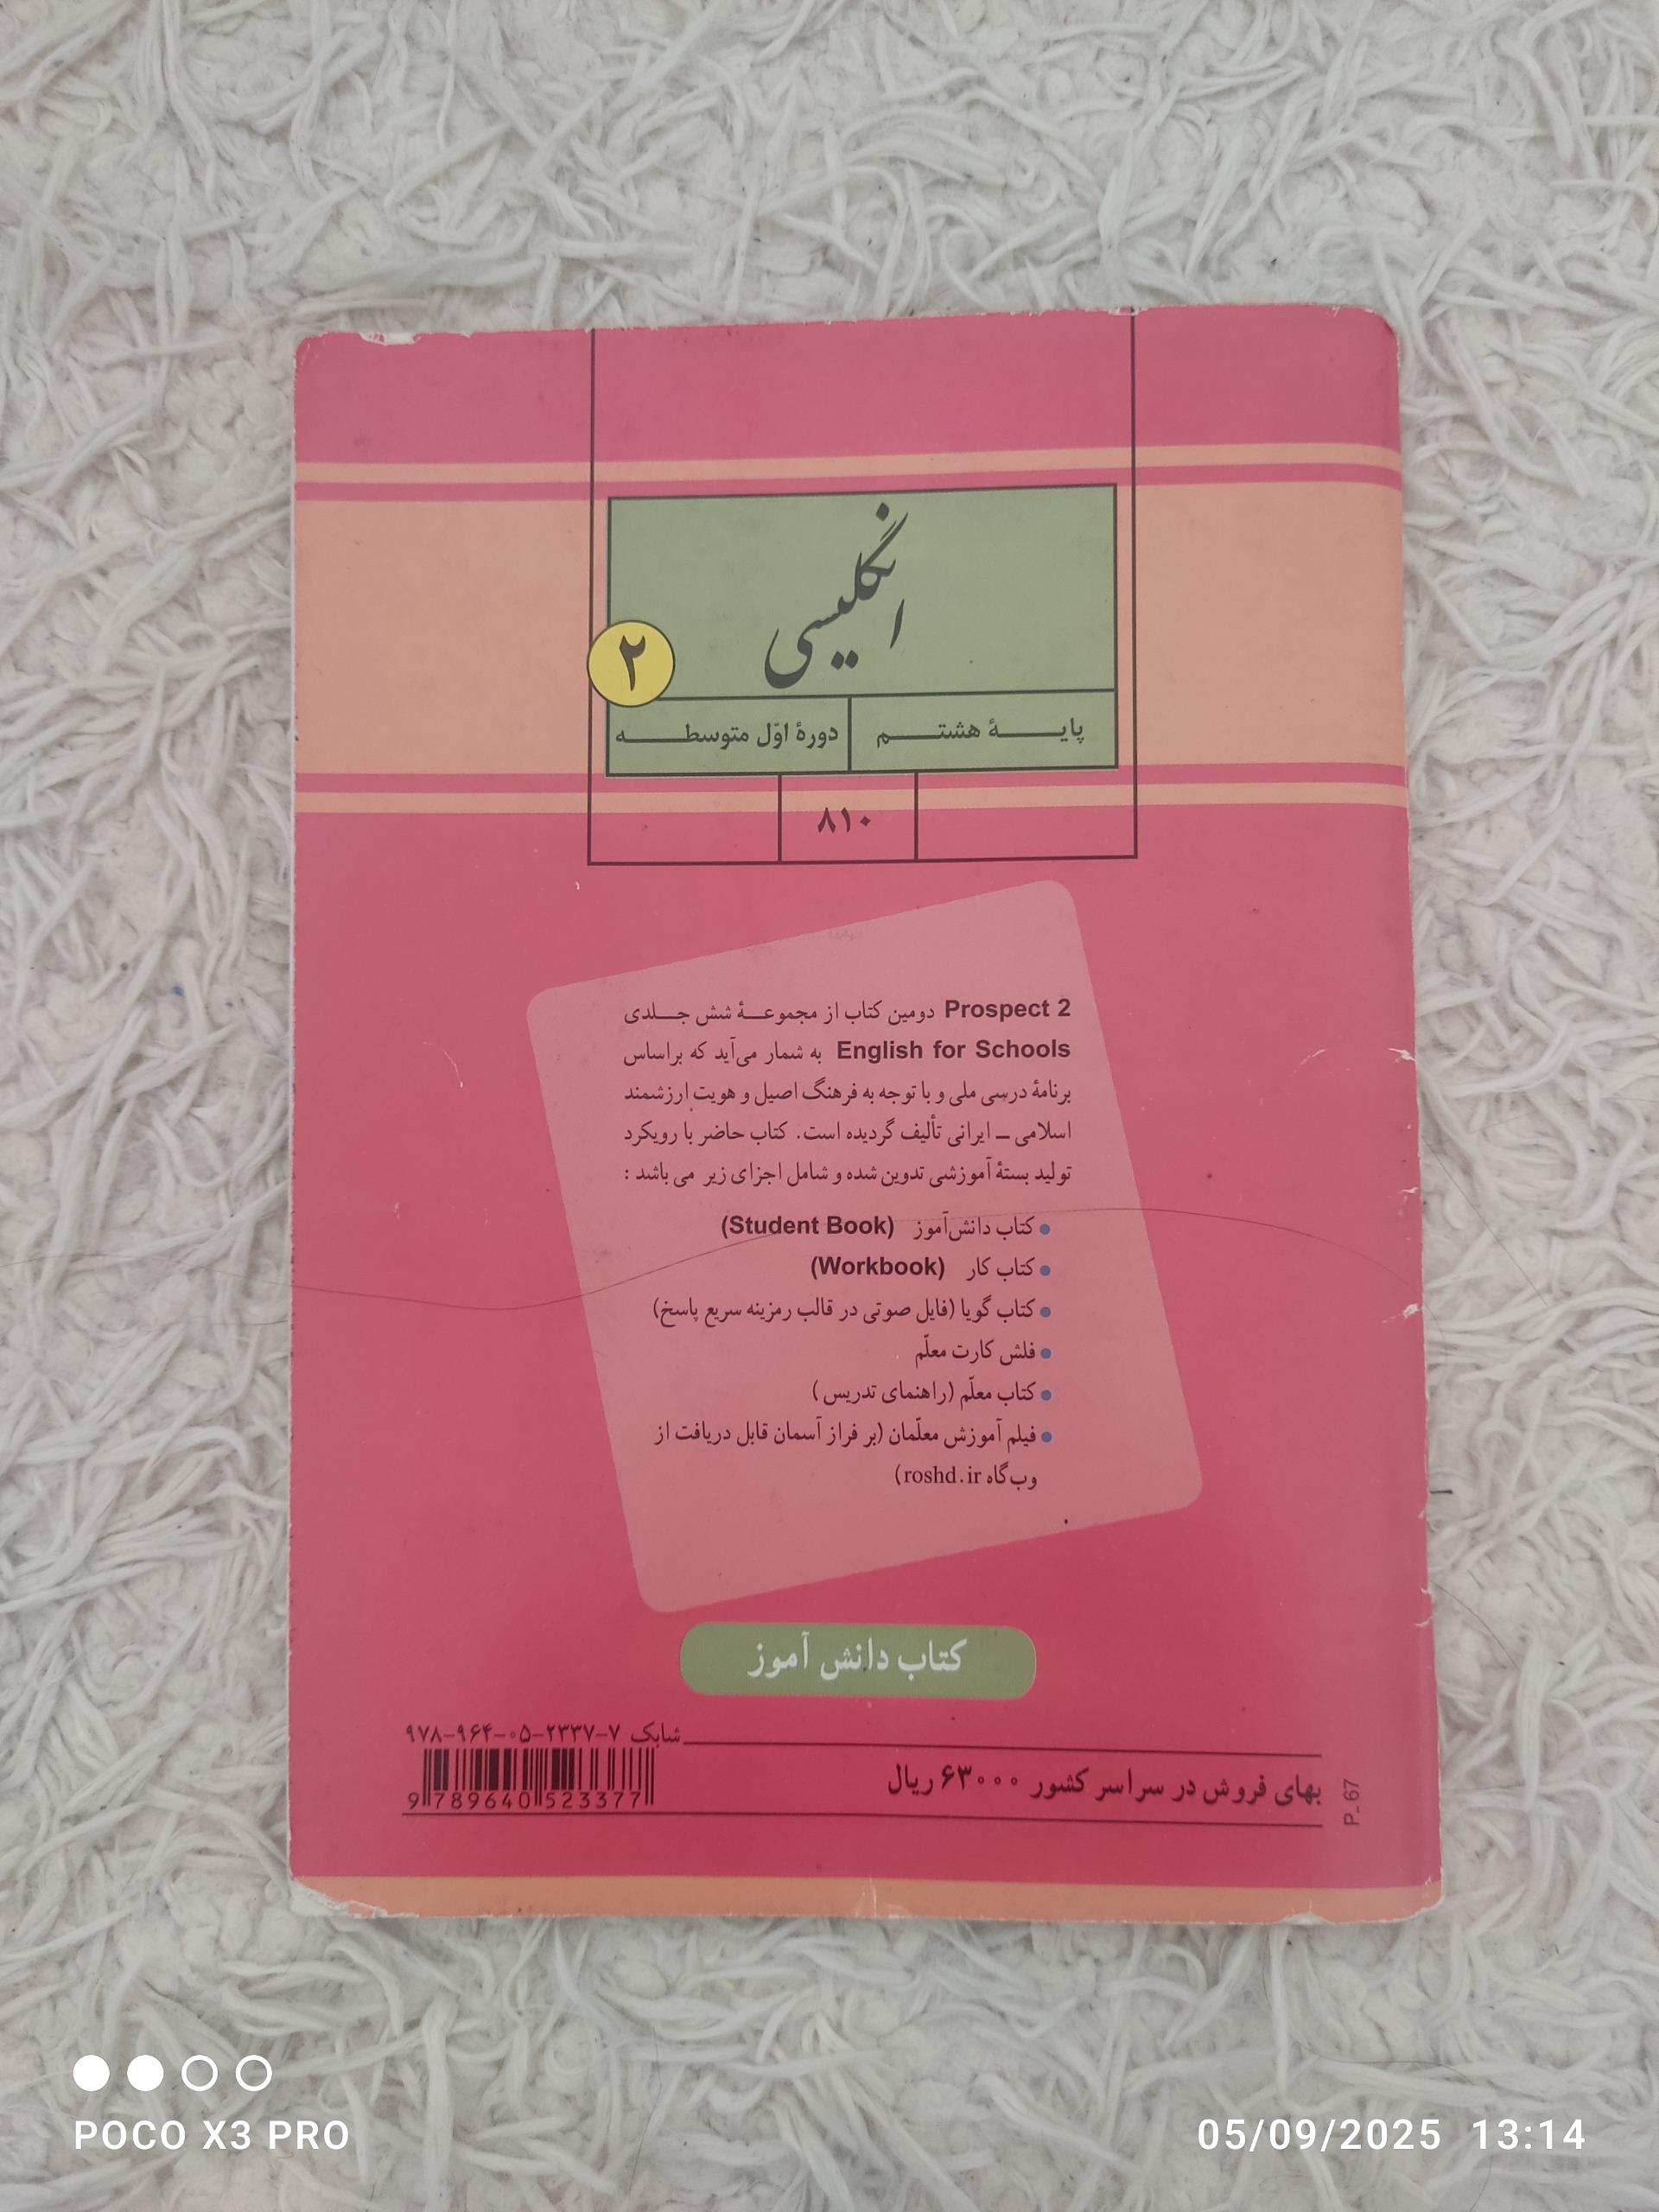 انگلیسی
۲
پایهٔ هشتم
دورهٔ اوّل متوسطه
۸۱۰
Prospect 2 دومین کتاب از مجموعهٔ شش جلدی
English for Schools به شمار می‌آید که براساس
برنامهٔ درسی ملی و با توجه به فرهنگ اصیل و هویت ارزشمند
اسلامی ـ ایرانی تألیف گردیده است. کتاب حاضر با رویکرد
تولید بستهٔ آموزشی تدوین شده و شامل اجزای زیر می باشد :
● کتاب دانش‌آموز (Student Book)
● کتاب کار (Workbook)
● کتاب گویا (فایل صوتی در قالب رمزینه سریع پاسخ)
● فلش کارت معلّم
● کتاب معلّم (راهنمای تدریس)
● فیلم آموزش معلّمان (بر فراز آسمان قابل دریافت از
وب‌گاه roshd.ir)
کتاب دانش آموز
شابک ۷-۲۳۳۷-۰۵-۹۶۴-۹۷۸
9 789640 523377
بهای فروش در سراسر کشور ۶۳۰۰۰ ریال
P_67
POCO X3 PRO
05/09/2025 13:14